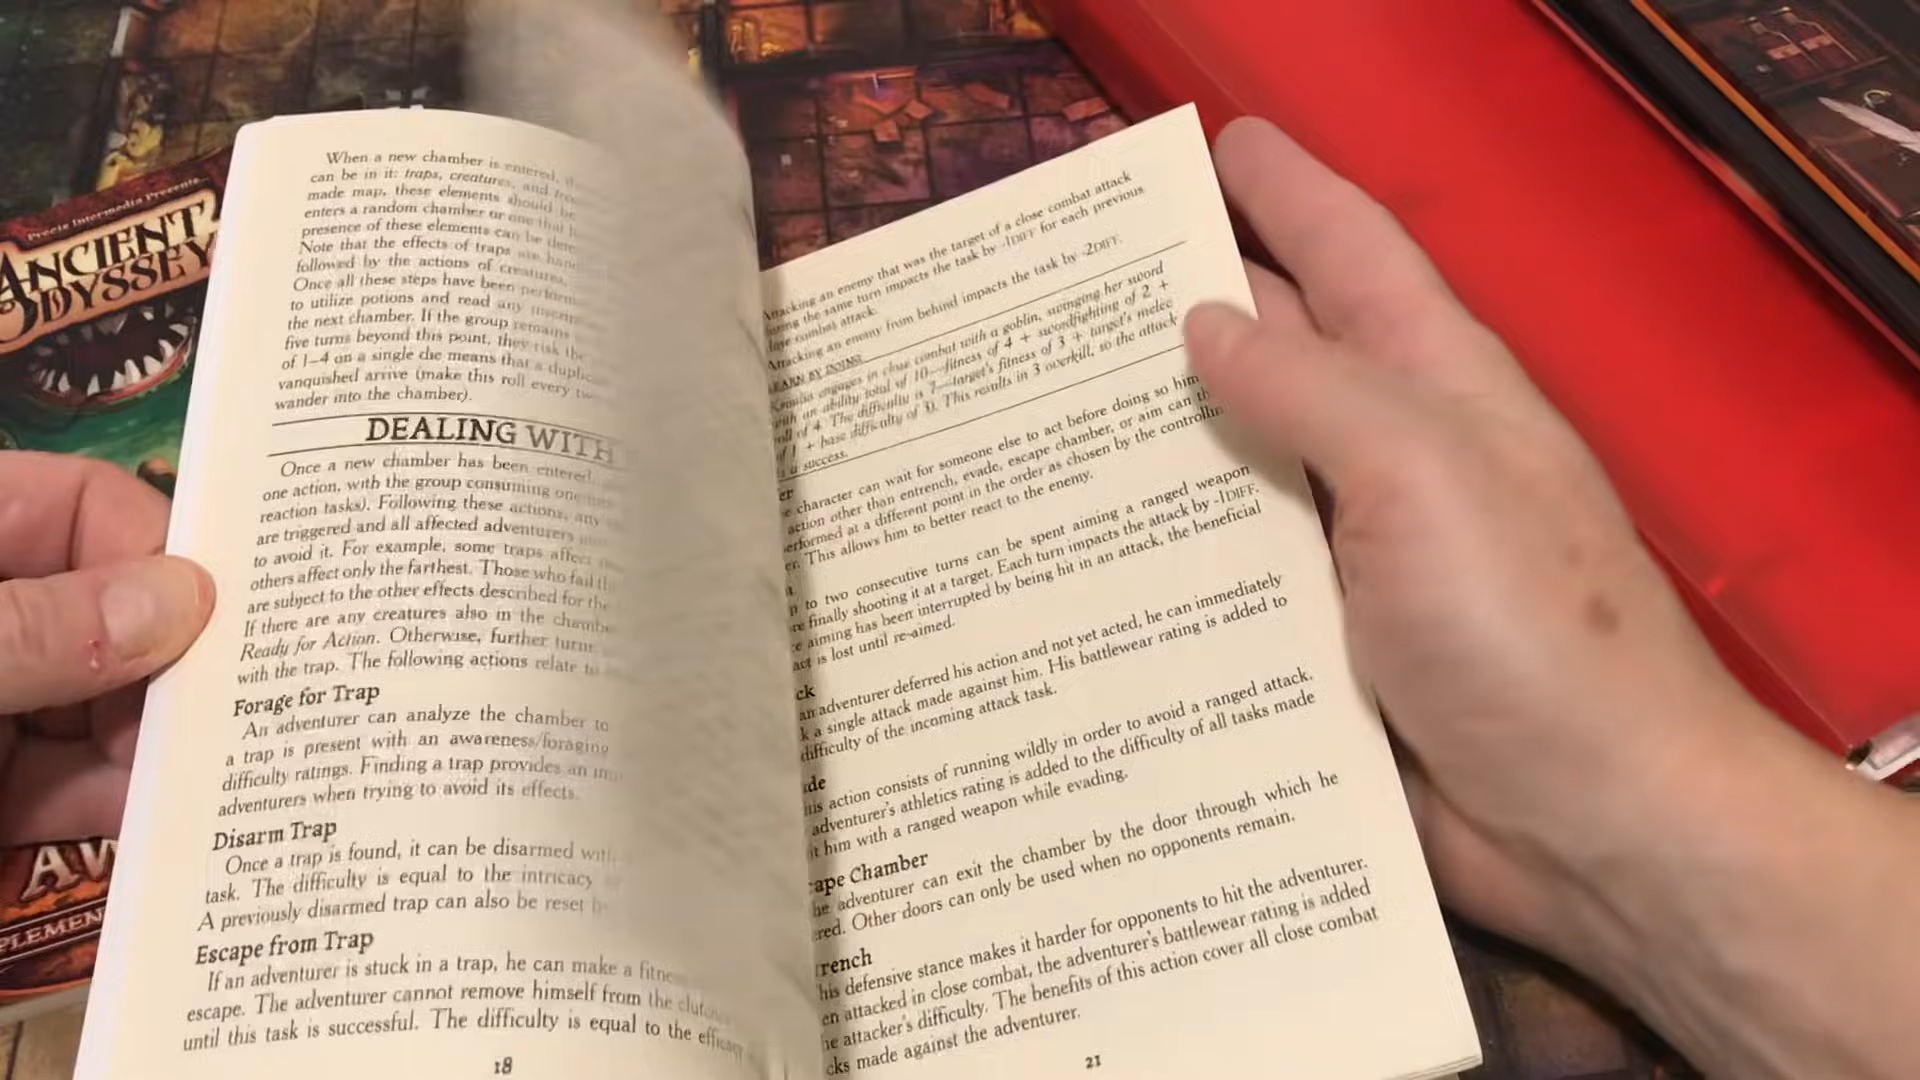 Precis Intermedia Presents...
ANCIENT
ODYSSEY
AW
PLEMEN
When a new chamber is entered,
can be in it: traps, creatures, and
made map, these elements should be
enters a random chamber or one that
presence of these elements can be
Note that the effects of traps are
followed by the actions of creatures.
Once all these steps have been
to utilize potions and read any
the next chamber. If the group remains
five turns beyond this point, they risk the
of 1–4 on a single die means that a
vanquished arrive (make this roll every
wander into the chamber).
DEALING WITH
Once a new chamber has been entered,
one action, with the group consuming one
reaction tasks). Following these actions, any
are triggered and all affected adventurers
to avoid it. For example, some traps affect
others affect only the farthest. Those who fail
are subject to the other effects described for the
If there are any creatures also in the
Ready for Action. Otherwise, further turns
with the trap. The following actions relate to
Forage for Trap
An adventurer can analyze the chamber to
a trap is present with an awareness/foraging
difficulty ratings. Finding a trap provides an
adventurers when trying to avoid its effects.
Disarm Trap
Once a trap is found, it can be disarmed with
task. The difficulty is equal to the intricacy
A previously disarmed trap can also be reset
Escape from Trap
If an adventurer is stuck in a trap, he can make a
escape. The adventurer cannot remove himself from the
until this task is successful. The difficulty is equal to the efficacy
18
Attacking an enemy that was the target of a close combat attack
during the same turn impacts the task by -1DIFF for each previous
close combat attack.
Attacking an enemy from behind impacts the task by -2DIFF.
LEARN BY DOING
engages in close combat with a goblin, swinging her sword
with an ability total of 10—fitness of 4 + swordfighting of 2 +
roll of 4. The difficulty is 7—target's fitness of 3 + target's melee
of 1 + base difficulty of 3). This results in 3 overkill, so the attack
is a success.
er
e character can wait for someone else to act before doing so him
action other than entrench, evade, escape chamber, or aim can
performed at a different point in the order as chosen by the
er. This allows him to better react to the enemy.
to two consecutive turns can be spent aiming a ranged weapon
re finally shooting it at a target. Each turn impacts the attack by -1DIFF.
e aiming has been interrupted by being hit in an attack, the beneficial
act is lost until re-aimed.
ck
an adventurer deferred his action and not yet acted, he can immediately
k a single attack made against him. His battlewear rating is added to
difficulty of the incoming attack task.
de
his action consists of running wildly in order to avoid a ranged attack.
adventurer's athletics rating is added to the difficulty of all tasks made
it him with a ranged weapon while evading.
ape Chamber
he adventurer can exit the chamber by the door through which he
red. Other doors can only be used when no opponents remain.
rench
his defensive stance makes it harder for opponents to hit the adventurer.
en attacked in close combat, the adventurer's battlewear rating is added
he attacker's difficulty. The benefits of this action cover all close combat
cks made against the adventurer.
21